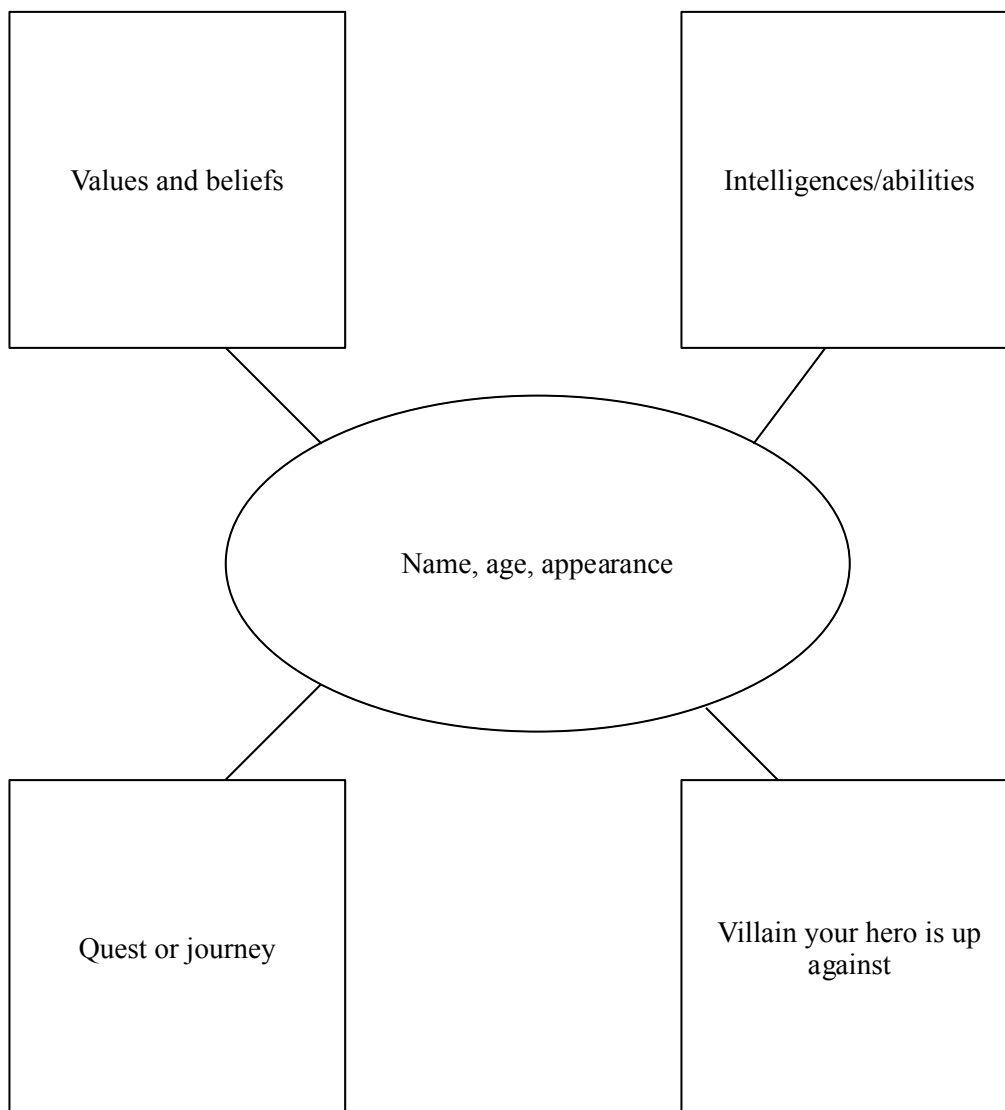 Values and beliefs
Intelligences/abilities
Name, age, appearance
Quest or journey
Villain your hero is up
against